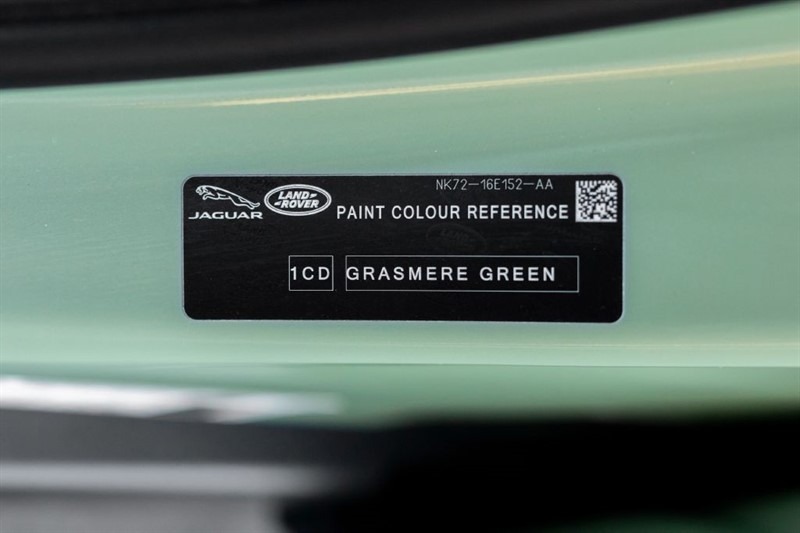 NK72-16E152-AA
JAGUAR
LAND-
-ROVER
PAINT COLOUR REFERENCE
1CD GRASMERE GREEN